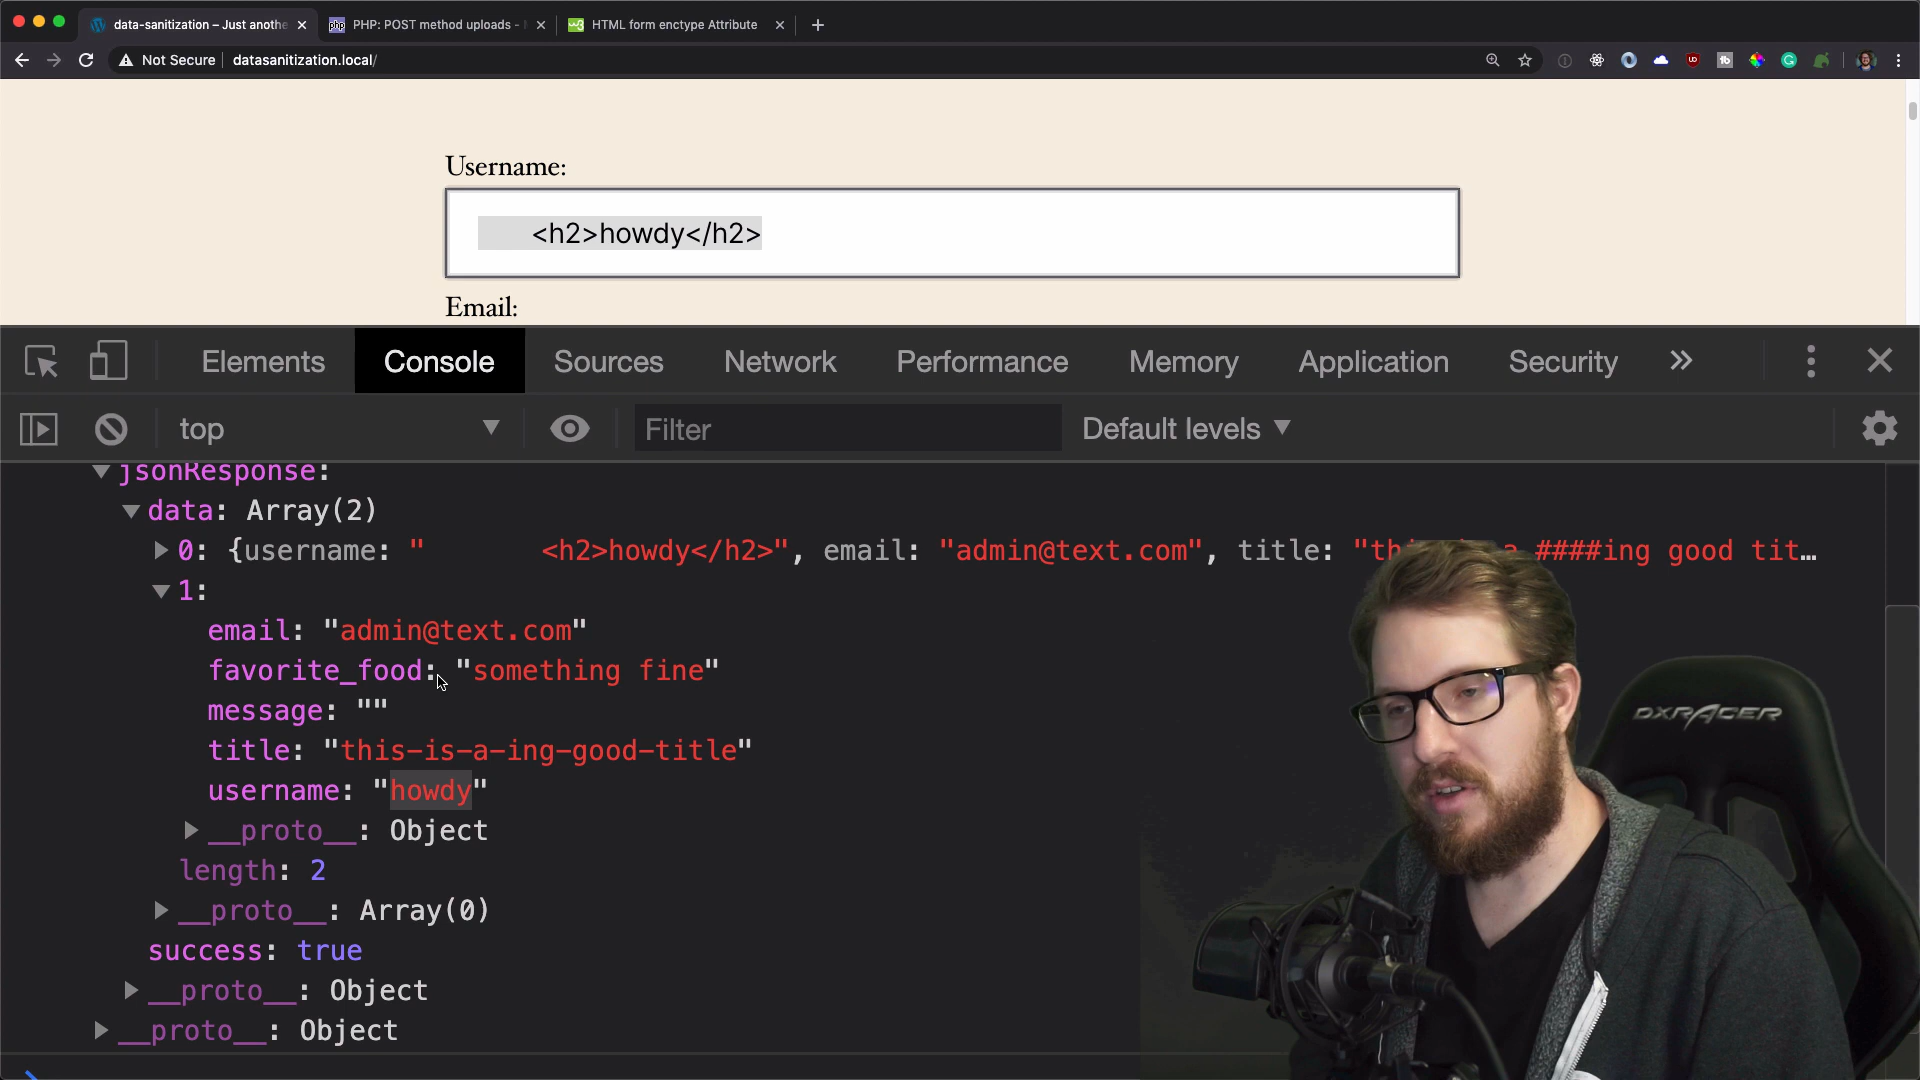 data-sanitization – Just anothe
PHP: POST method uploads -
HTML form enctype Attribute
Not Secure
datasanitization.local/
Username:
<h2>howdy</h2>
Email:
Elements
Console
Sources
Network
Performance
Memory
Application
Security
top
Filter
Default levels
jsonResponse:
data: Array(2)
0: {username: "       <h2>howdy</h2>", email: "admin@text.com", title: "this is a ####ing good tit…
1:
email: "admin@text.com"
favorite_food: "something fine"
message: ""
title: "this-is-a-ing-good-title"
username: "howdy"
__proto__: Object
length: 2
__proto__: Array(0)
success: true
__proto__: Object
__proto__: Object
DXRACER